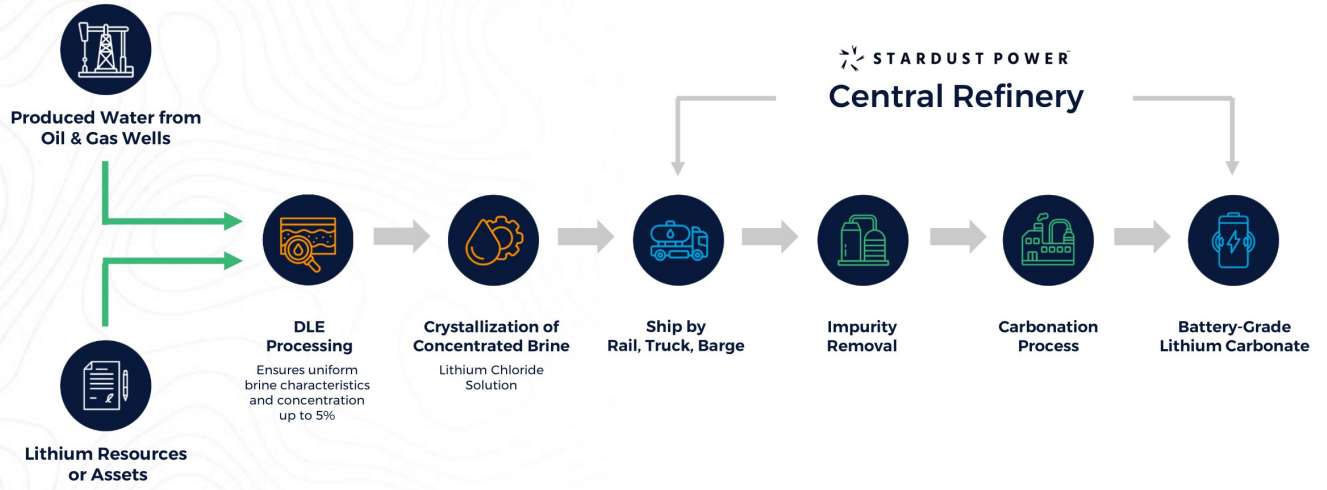 Produced Water from
Oil & Gas Wells
Lithium Resources
or Assets
STARDUST POWER
Central Refinery
DLE
Processing
Ensures uniform
brine characteristics
and concentration
up to 5%
Crystallization of
Concentrated Brine
Lithium Chloride
Solution
Ship by
Rail, Truck, Barge
Impurity
Removal
Carbonation
Process
Battery-Grade
Lithium Carbonate